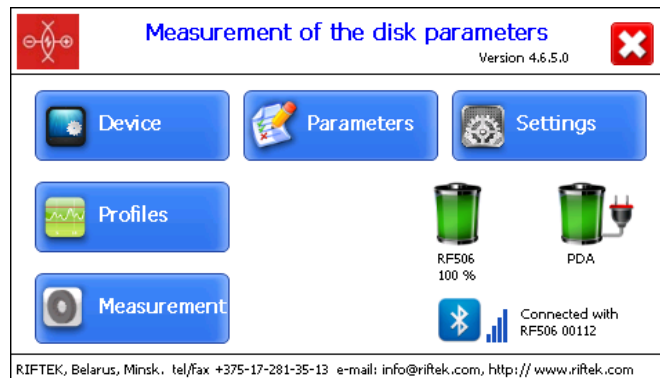 Measurement of the disk parameters
Version 4.6.5.0
Device
Parameters
Settings
Profiles
RF506
100 %
PDA
Measurement
Connected with
RF506 00112
RIFTEK, Belarus, Minsk. tel/fax +375-17-281-35-13 e-mail: info@riftek.com, http://www.riftek.com